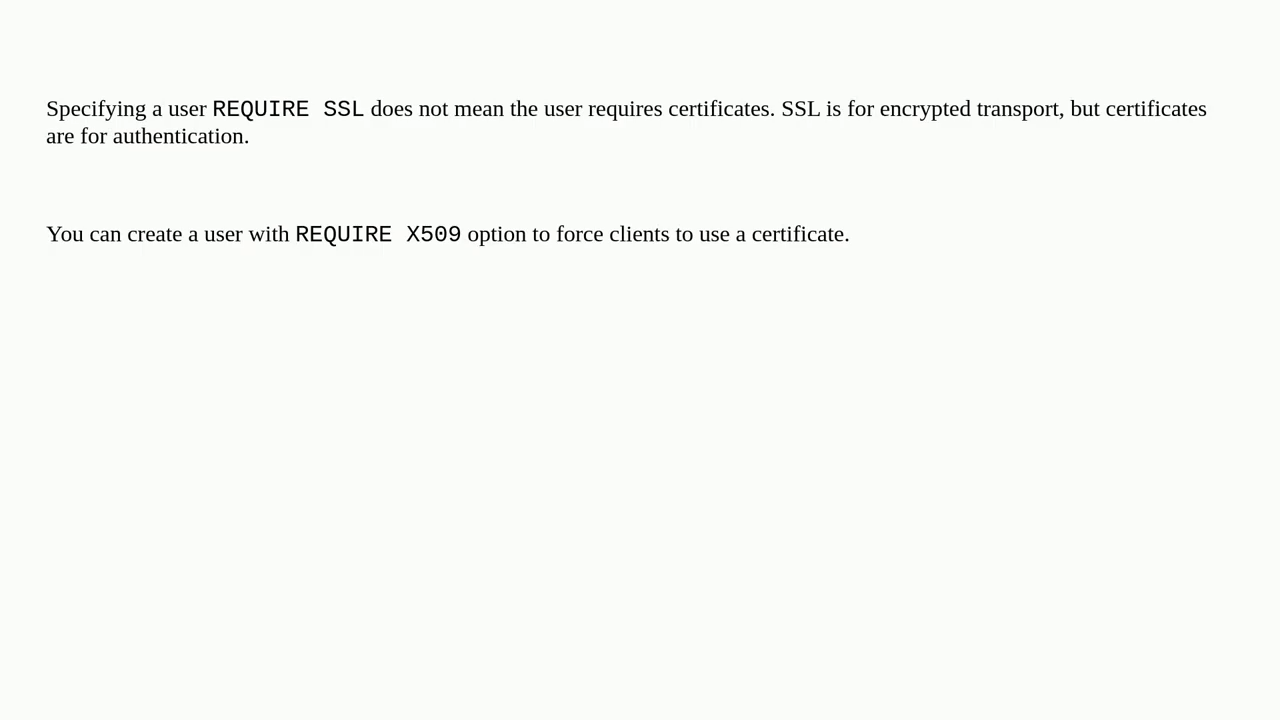 Specifying a user REQUIRE SSL does not mean the user requires certificates. SSL is for encrypted transport, but certificates
are for authentication.
You can create a user with REQUIRE X509 option to force clients to use a certificate.